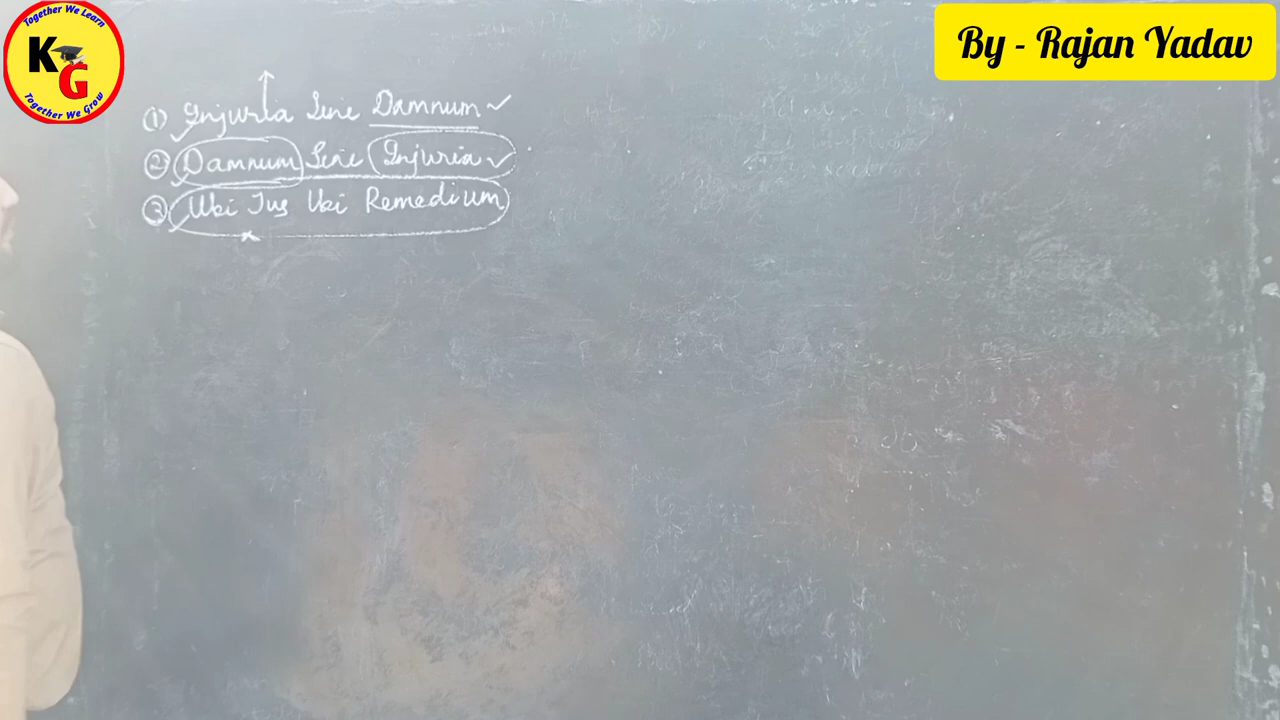 Together We Learn
KG
Together We Grow
By - Rajan Yadav
① Injuria Sine Damnum ✓
② Damnum Sine Injuria ✓
③ Ubi Jus Ubi Remedium